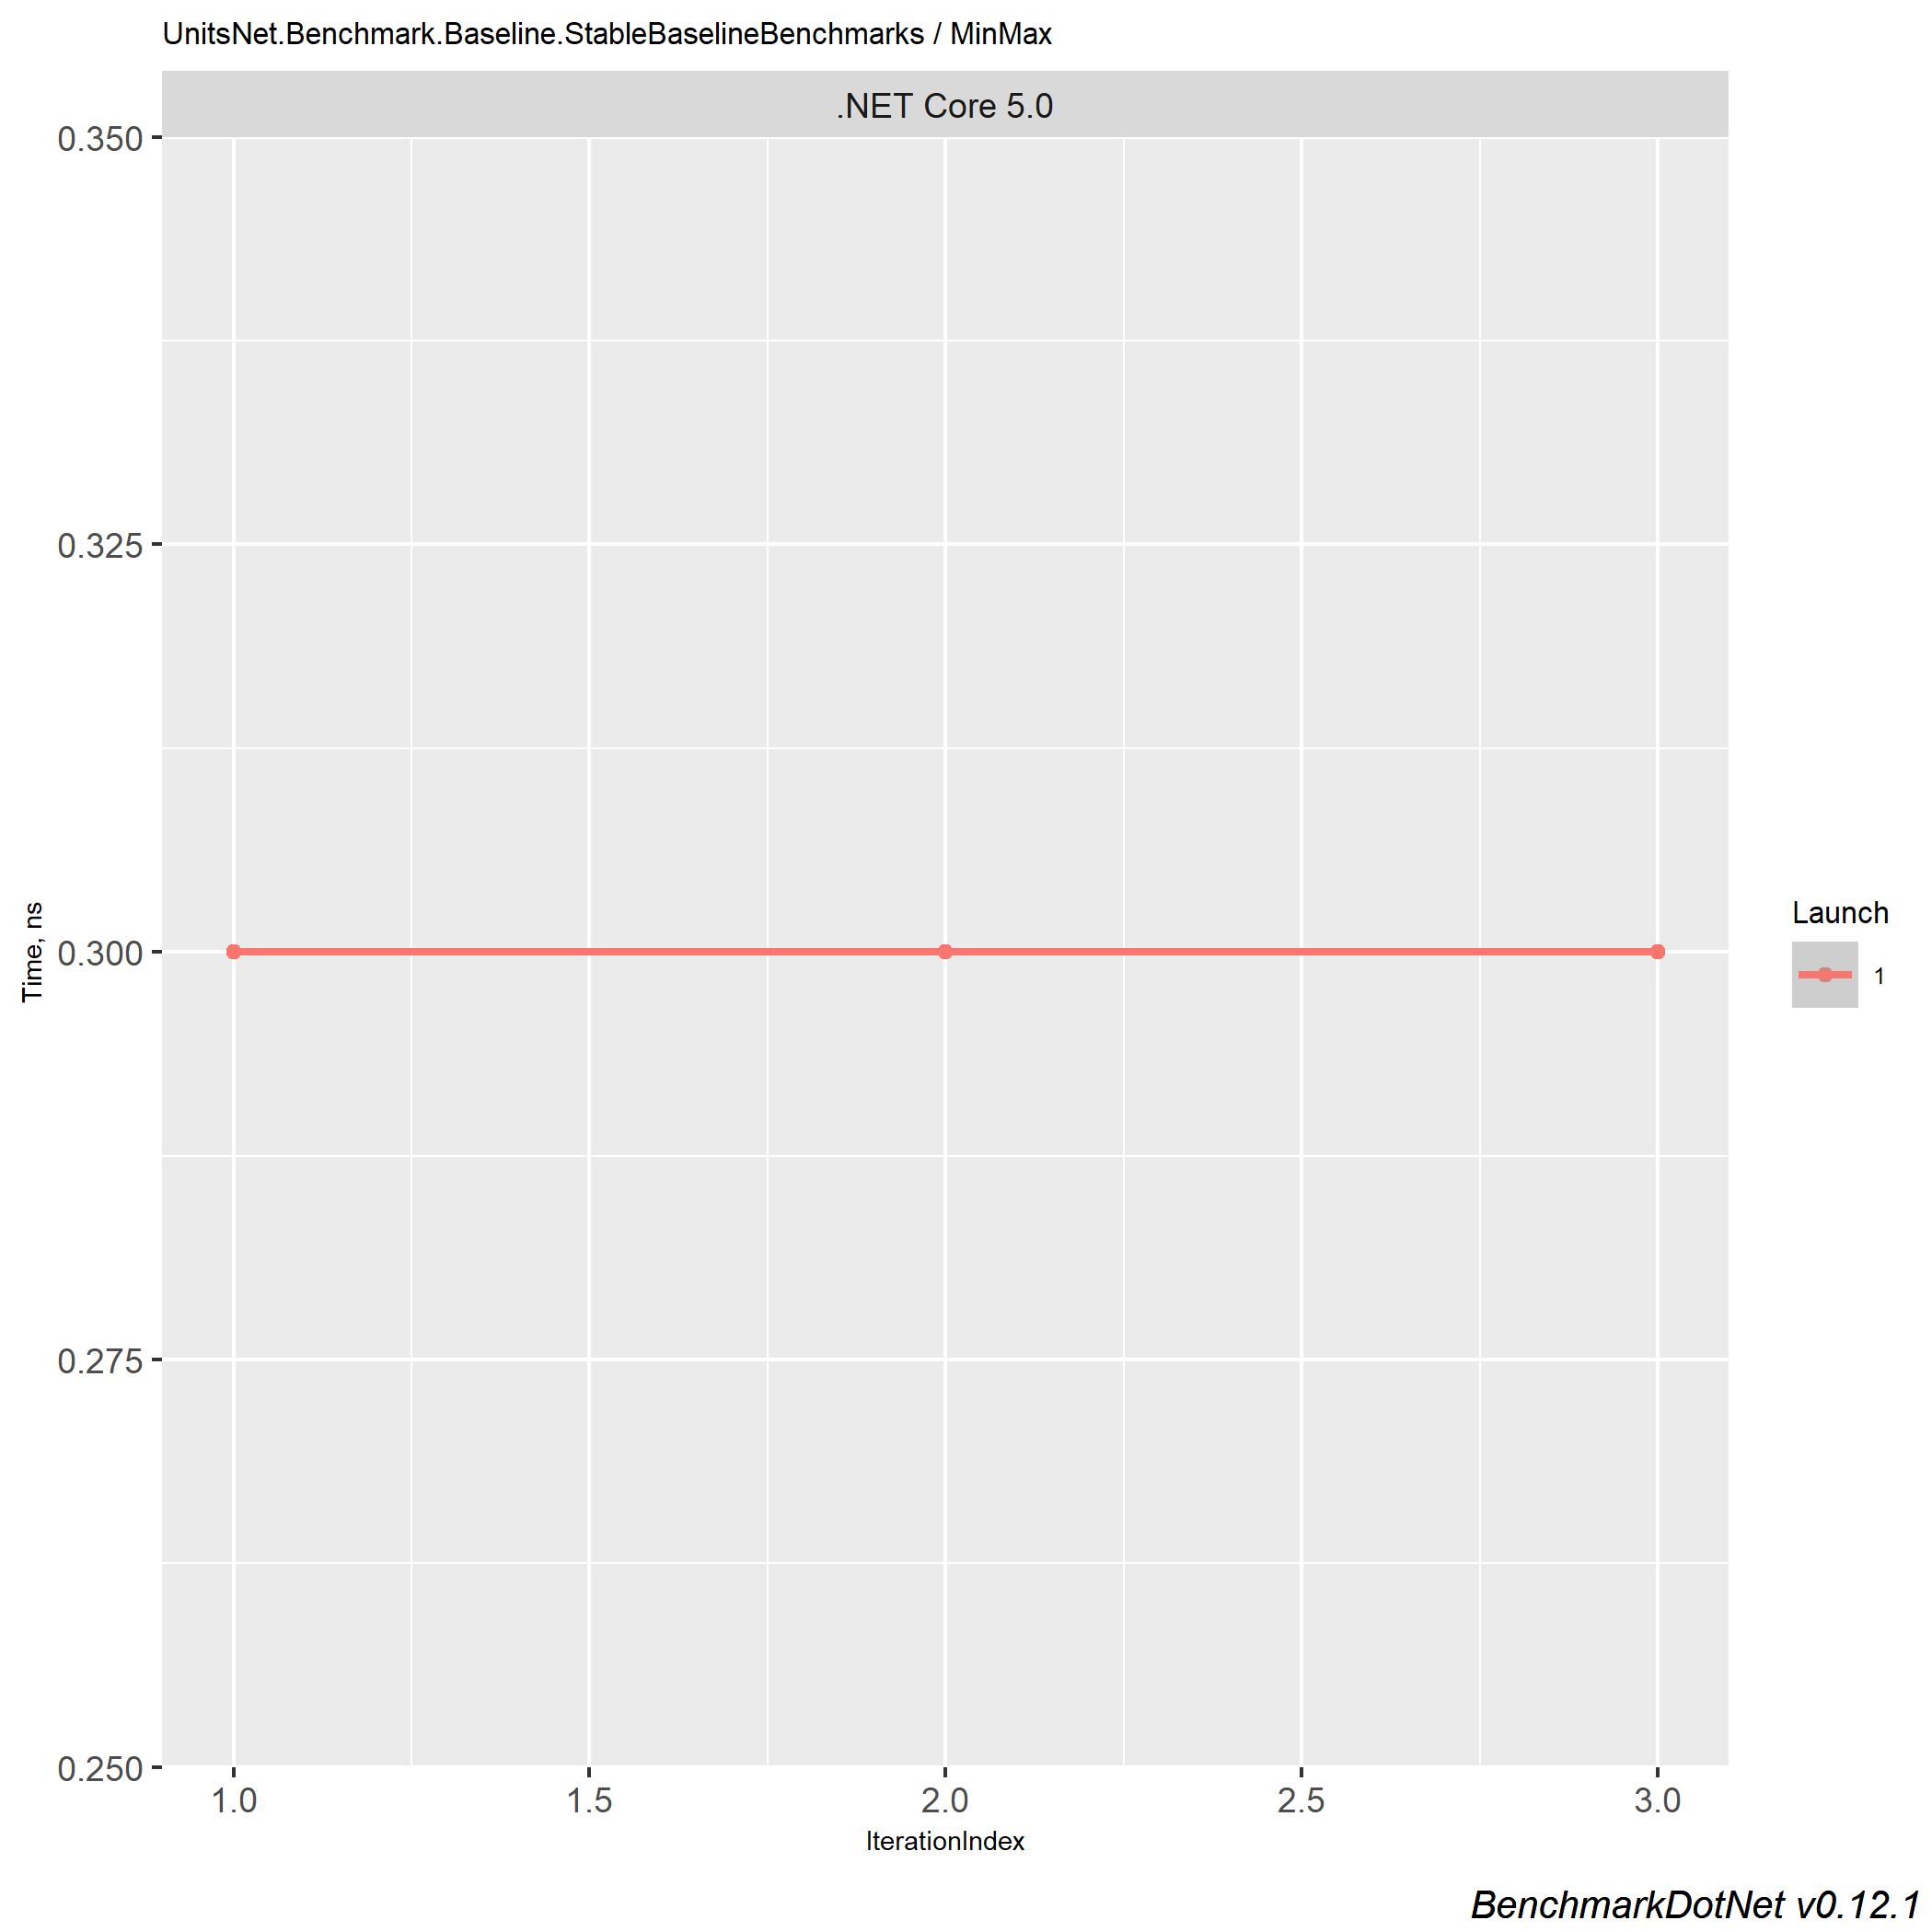 UnitsNet.Benchmark.Baseline.StableBaselineBenchmarks / MinMax
.NET Core 5.0
0.350
0.325
0.300
0.275
0.250
Time, ns
1.0 1.5 2.0 2.5 3.0
IterationIndex
Launch
1
BenchmarkDotNet v0.12.1